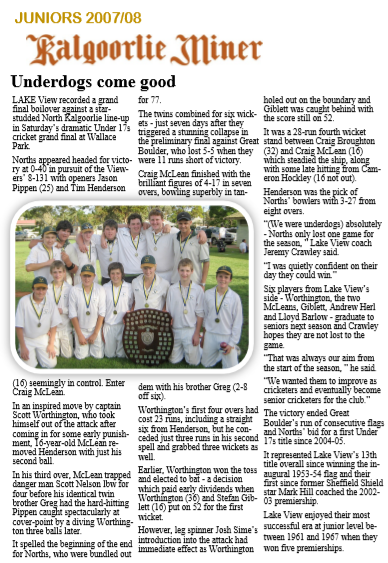 JUNIORS 2007/08
Kalgoorlie Miner
Underdogs come good
LAKE View recorded a grand
final boilover against a star-
studded North Kalgoorlie line-up
in Saturday's dramatic Under 17s
cricket grand final at Wallace
Park.
Norths appeared headed for victo-
ry at 0-40 in pursuit of the View-
ers' 8-131 with openers Jason
Pippen (25) and Tim Henderson
(16) seemingly in control. Enter
Craig McLean.
In an inspired move by captain
Scott Worthington, who took
himself out of the attack after
coming in for some early punish-
ment, 16-year-old McLean re-
moved Henderson with just his
second ball.
In his third over, McLean trapped
danger man Scott Nelson lbw for
four before his identical twin
brother Greg had the hard-hitting
Pippen caught spectacularly at
cover-point by a diving Worthing-
ton three balls later.
It spelled the beginning of the end
for Norths, who were bundled out
for 77.
The twins combined for six wick-
ets - just seven days after they
triggered a stunning collapse in
the preliminary final against Great
Boulder, who lost 5-5 when they
were 11 runs short of victory.
Craig McLean finished with the
brilliant figures of 4-17 in seven
overs, bowling superbly in tan-
dem with his brother Greg (2-8
off six).
Worthington's first four overs had
cost 23 runs, including a straight
six from Henderson, but he con-
ceded just three runs in his second
spell and grabbed three wickets as
well.
Earlier, Worthington won the toss
and elected to bat - a decision
which paid early dividends when
Worthington (36) and Stefan Gib-
lett (16) put on 52 for the first
wicket.
However, leg spinner Josh Sime's
introduction into the attack had
immediate effect as Worthington
holed out on the boundary and
Giblett was caught behind with
the score still on 52.
It was a 28-run fourth wicket
stand between Craig Broughton
(32) and Craig McLean (16)
which steadied the ship, along
with some late hitting from Cam-
eron Hockley (16 not out).
Henderson was the pick of
Norths' bowlers with 3-27 from
eight overs.
"(We were underdogs) absolutely
- Norths only lost one game for
the season, " Lake View coach
Jeremy Crawley said.
"I was quietly confident on their
day they could win."
Six players from Lake View's
side - Worthington, the two
McLeans, Giblett, Andrew Herl
and Lloyd Barlow - graduate to
seniors next season and Crawley
hopes they are not lost to the
game.
"That was always our aim from
the start of the season, " he said.
"We wanted them to improve as
cricketers and eventually become
senior cricketers for the club."
The victory ended Great
Boulder's run of consecutive flags
and Norths' bid for a first Under
17s title since 2004-05.
It represented Lake View's 13th
title overall since winning the in-
augural 1953-54 flag and their
first since former Sheffield Shield
star Mark Hill coached the 2002-
03 premiership.
Lake View enjoyed their most
successful era at junior level be-
tween 1961 and 1967 when they
won five premierships.